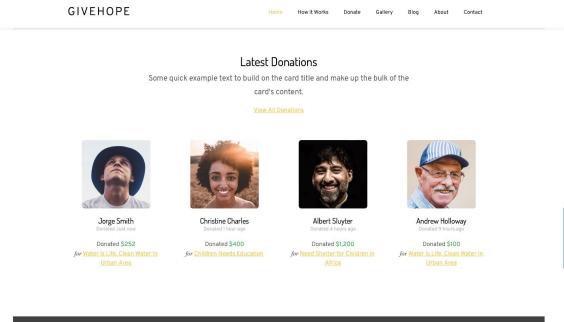 GIVEHOPE
Home How It Works Donate Gallery Blog About Contact
Latest Donations
Some quick example text to build on the card title and make up the bulk of the
card's content.
View All Donations
Jorge Smith
Donated Just now
Donated $252
for Water Is Life. Clean Water In
Urban Area
Christine Charles
Donated 1 hour ago
Donated $400
for Children Needs Education
Albert Sluyter
Donated 4 hours ago
Donated $1,200
for Need Shelter for Children in
Africa
Andrew Holloway
Donated 9 hours ago
Donated $100
for Water Is Life. Clean Water In
Urban Area